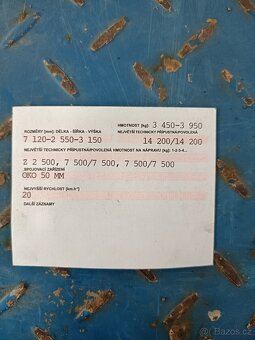 HMOTNOST (kg): 3 450-3 950
ROZMĚRY (mm): DÉLKA - ŠÍŘKA - VÝŠKA NEJVĚTŠÍ TECHNICKY PŘÍPUSTNÁ/POVOLENÁ
7 120-2 550-3 150 14 200/14 200
NEJVĚTŠÍ TECHNICKY PŘÍPUSTNÁ/POVOLENÁ HMOTNOST NA NÁPRAVU (kg): 1-2-3-4...
Z 2 500, 7 500/7 500, 7 500/7 500
SPOJOVACÍ ZAŘÍZENÍ
OKO 50 MM
NEJVYŠŠÍ RYCHLOST [km.h⁻¹]
20
DALŠÍ ZÁZNAMY
sbazar.cz